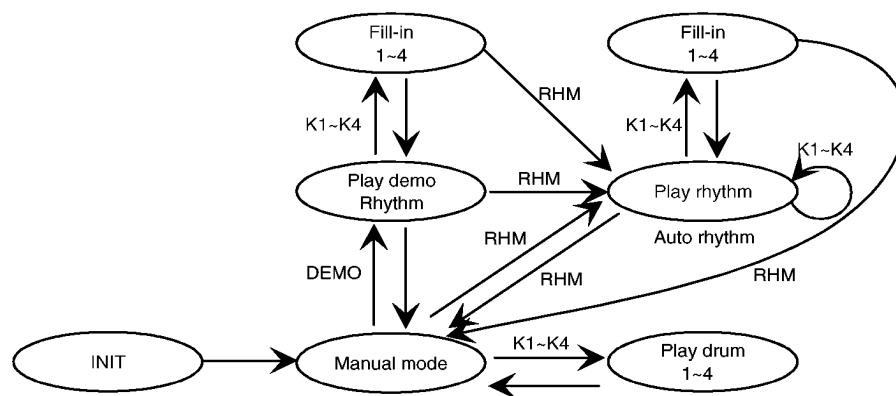 Fill-in
1~4
Fill-in
1~4
RHM
K1~K4
K1~K4
K1~K4
Play demo
Rhythm
RHM
Play rhythm
RHM
Auto rhythm
DEMO
RHM
RHM
INIT
Manual mode
K1~K4
Play drum
1~4